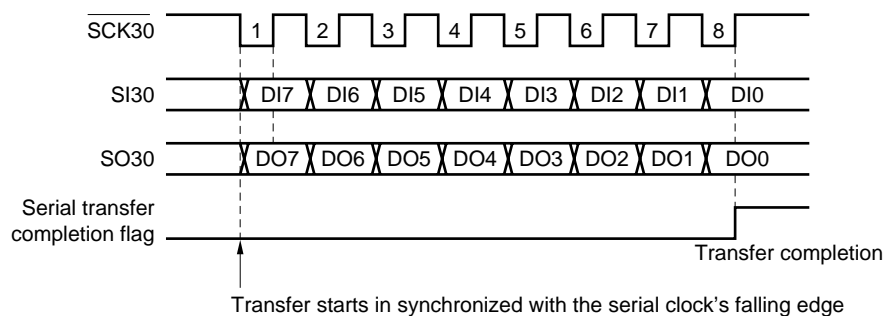 SCK30 1 2 3 4 5 6 7 8
SI30 DI7 DI6 DI5 DI4 DI3 DI2 DI1 DI0
SO30 DO7 DO6 DO5 DO4 DO3 DO2 DO1 DO0
Serial transfer
completion flag
Transfer completion
Transfer starts in synchronized with the serial clock's falling edge